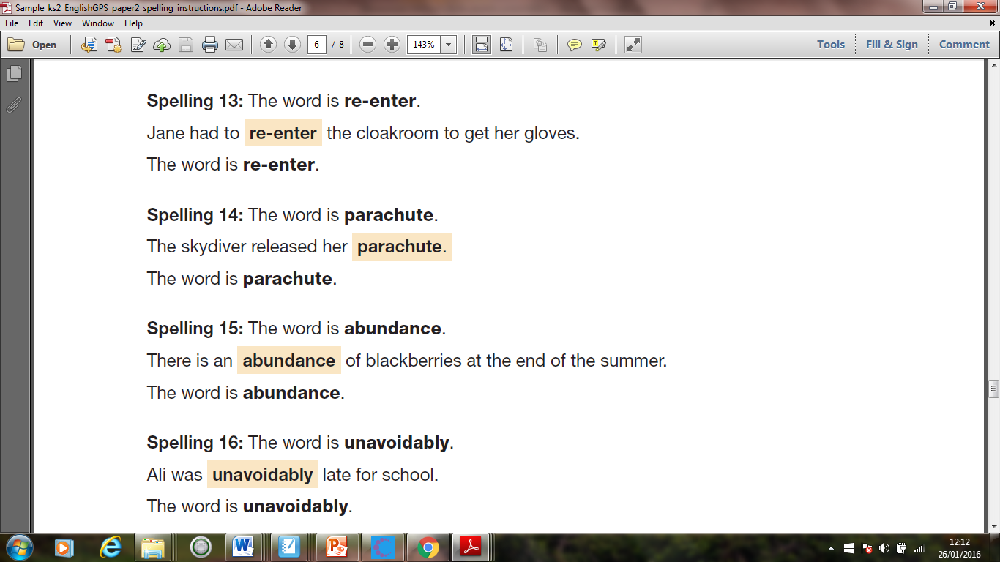 Sample_ks2_EnglishGPS_paper2_spelling_instructions.pdf - Adobe Reader
File Edit View Window Help
Open 6 / 8 143% Tools Fill & Sign Comment
Spelling 13: The word is re-enter.
Jane had to re-enter the cloakroom to get her gloves.
The word is re-enter.
Spelling 14: The word is parachute.
The skydiver released her parachute.
The word is parachute.
Spelling 15: The word is abundance.
There is an abundance of blackberries at the end of the summer.
The word is abundance.
Spelling 16: The word is unavoidably.
Ali was unavoidably late for school.
The word is unavoidably.
12:12
26/01/2016